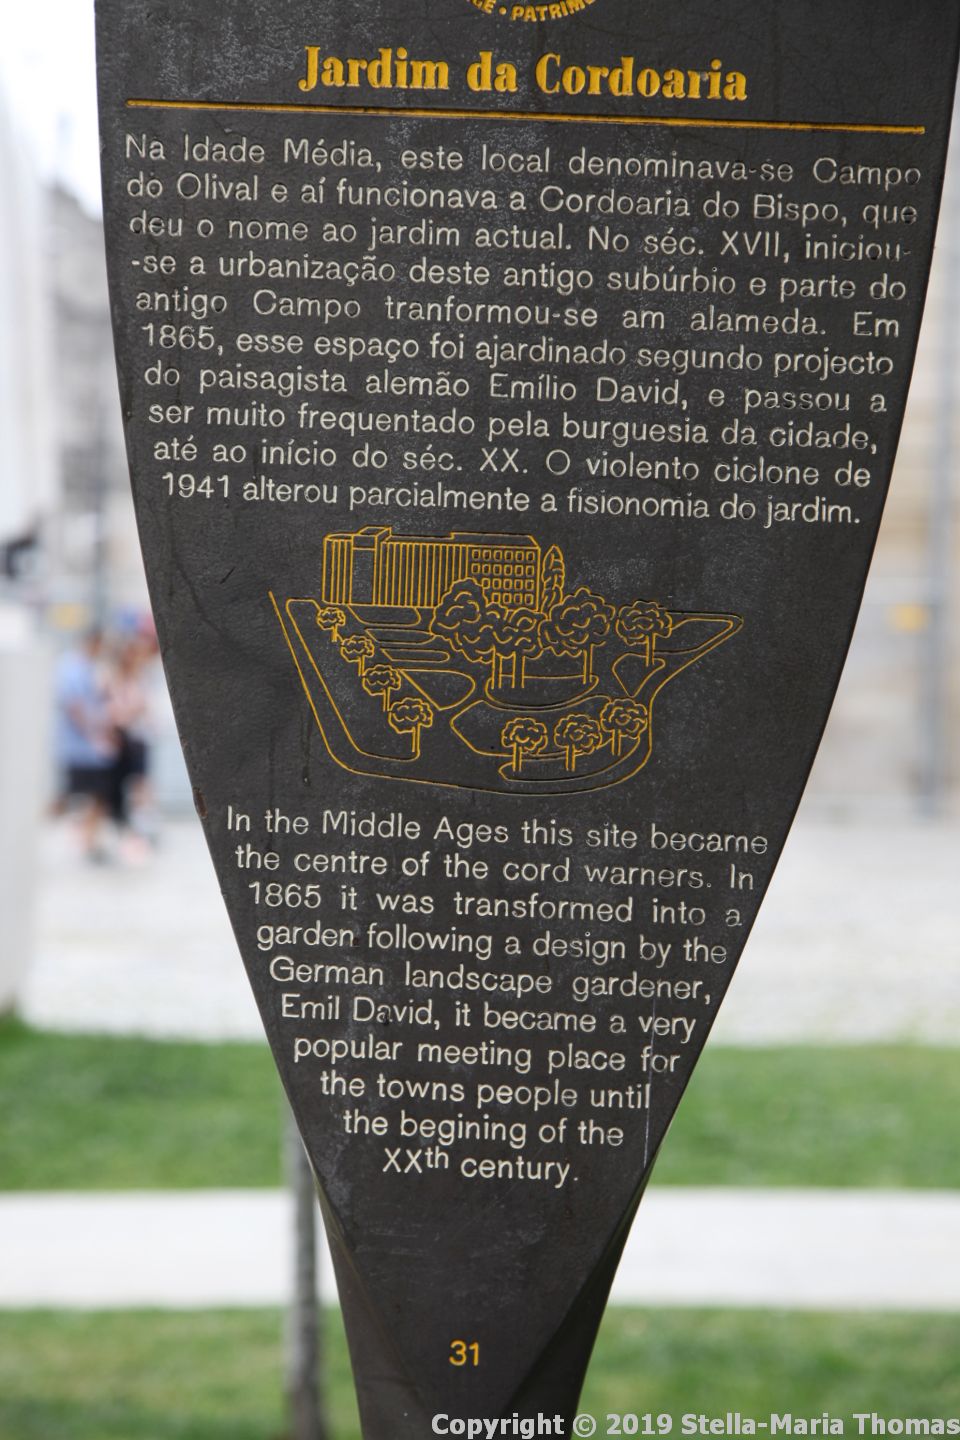 • PATRIM
Jardim da Cordoaria
Na Idade Média, este local denominava-se Campo
do Olival e aí funcionava a Cordoaria do Bispo, que
deu o nome ao jardim actual. No séc. XVII, iniciou-
-se a urbanização deste antigo subúrbio e parte do
antigo Campo tranformou-se am alameda. Em
1865, esse espaço foi ajardinado segundo projecto
do paisagista alemão Emílio David, e passou a
ser muito frequentado pela burguesia da cidade,
até ao início do séc. XX. O violento ciclone de
1941 alterou parcialmente a fisionomia do jardim.
In the Middle Ages this site became
the centre of the cord warners. In
1865 it was transformed into a
garden following a design by the
German landscape gardener,
Emil David, it became a very
popular meeting place for
the towns people until
the begining of the
XXth century.
31
Copyright © 2019 Stella-Maria Thomas